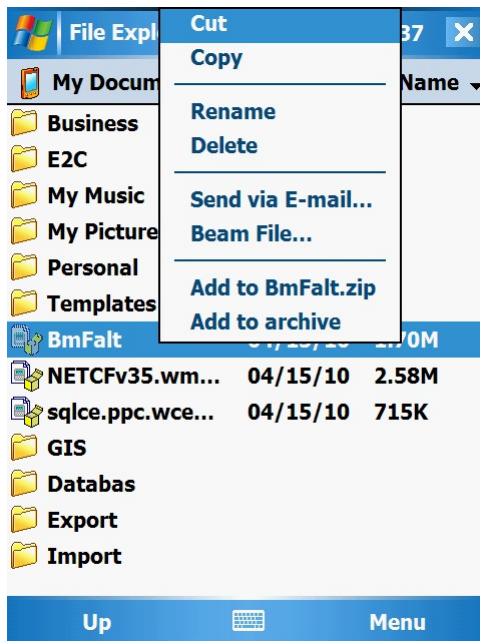 File Expl
37
My Docum
Name
Business
E2C
My Music
My Picture
Personal
Templates
BmFalt
NETCFv35.wm... 04/15/10 2.58M
sqlce.ppc.wce... 04/15/10 715K
GIS
Databas
Export
Import
Cut
Copy
Rename
Delete
Send via E-mail...
Beam File...
Add to BmFalt.zip
Add to archive
Up
Menu